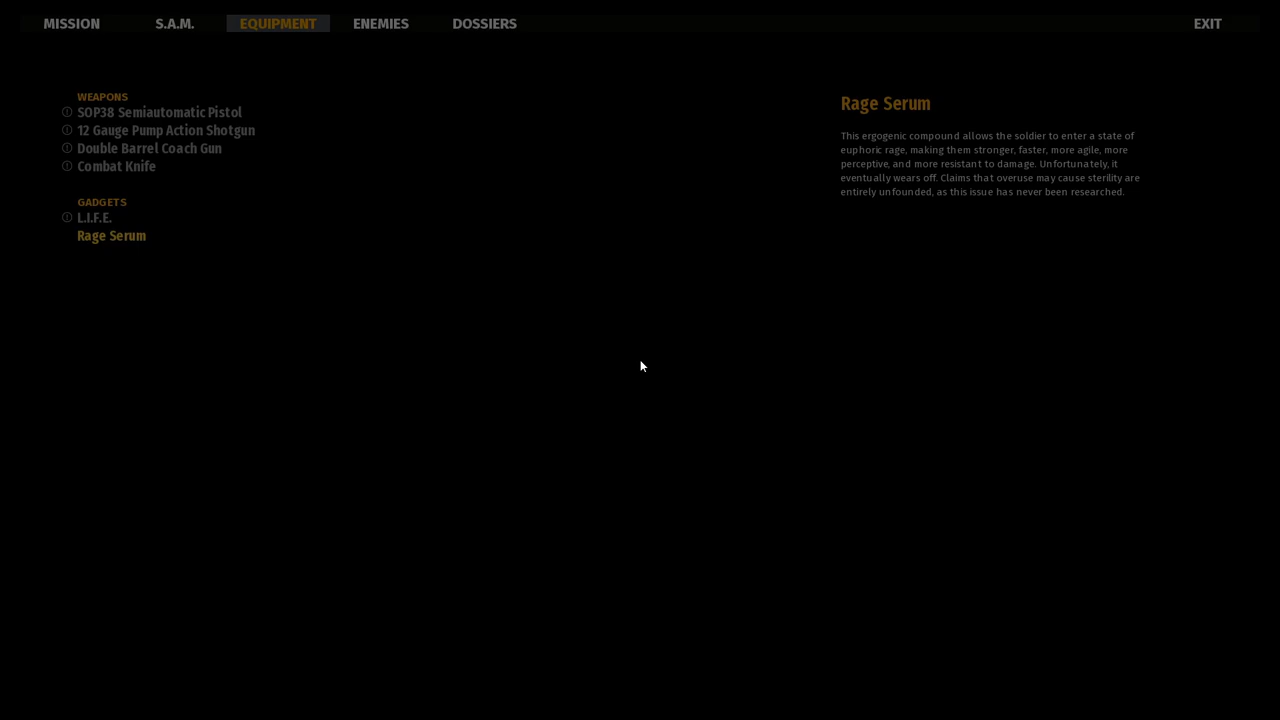 MISSION S.A.M. EQUIPMENT ENEMIES DOSSIERS EXIT
WEAPONS
SOP38 Semiautomatic Pistol
12 Gauge Pump Action Shotgun
Double Barrel Coach Gun
Combat Knife
GADGETS
L.I.F.E.
Rage Serum
Rage Serum
This ergogenic compound allows the soldier to enter a state of
euphoric rage, making them stronger, faster, more agile, more
perceptive, and more resistant to damage. Unfortunately, it
eventually wears off. Claims that overuse may cause sterility are
entirely unfounded, as this issue has never been researched.